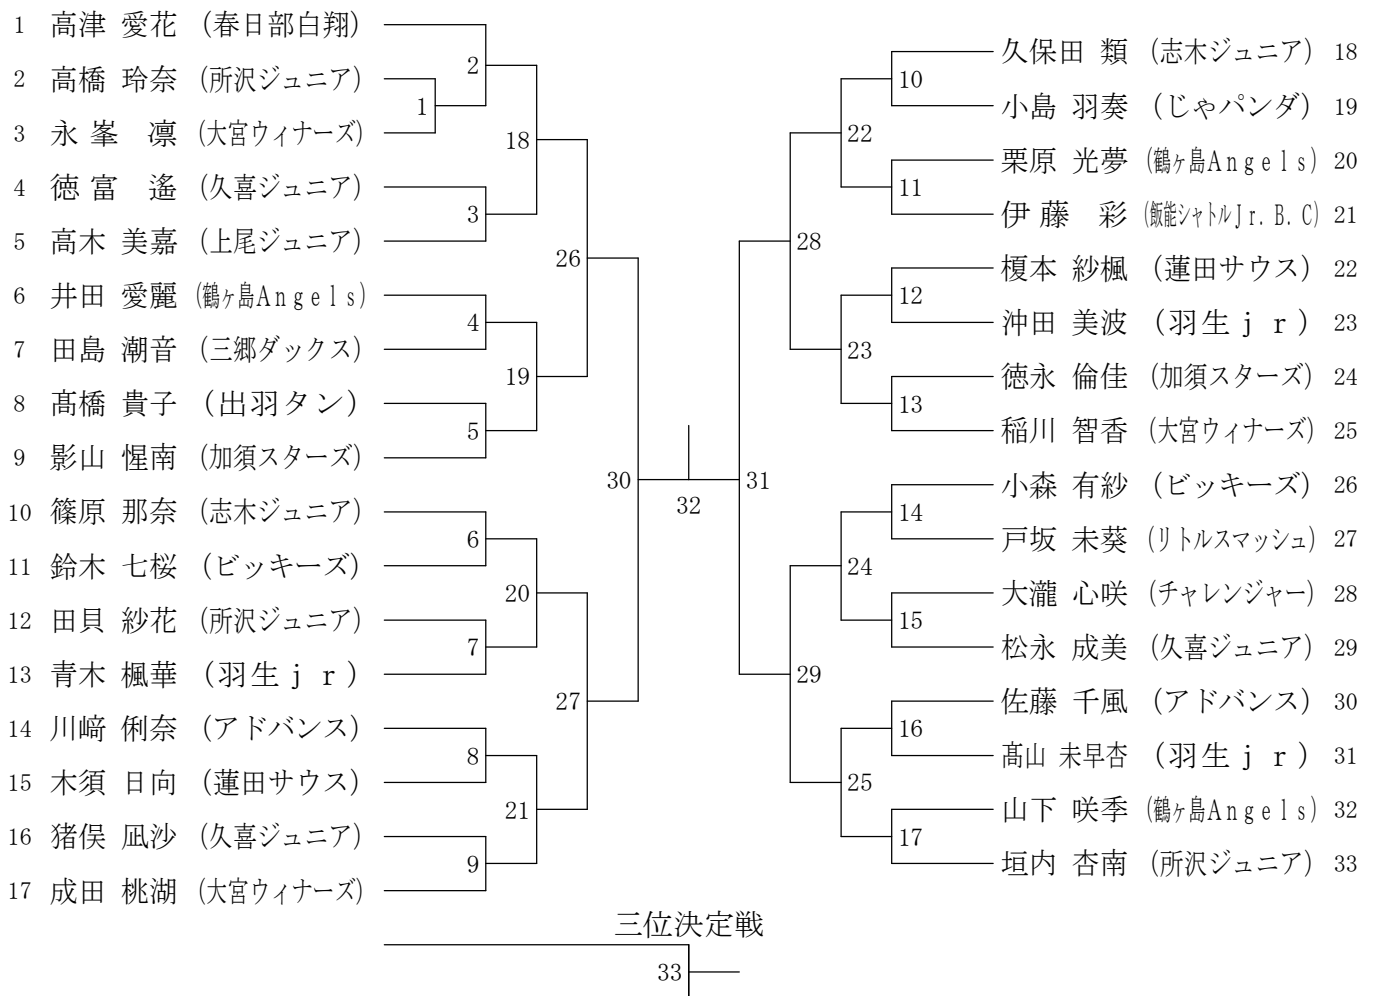 1 高津 愛花 (春日部白翔)
2 高橋 玲奈 (所沢ジュニア)
3 永峯 凛 (大宮ウィナーズ)
4 徳富 遙 (久喜ジュニア)
5 高木 美嘉 (上尾ジュニア)
6 井田 愛麗 (鶴ヶ島Angels)
7 田島 潮音 (三郷ダックス)
8 髙橋 貴子 (出羽タン)
9 影山 惺南 (加須スターズ)
10 篠原 那奈 (志木ジュニア)
11 鈴木 七桜 (ビッキーズ)
12 田貝 紗花 (所沢ジュニア)
13 青木 楓華 (羽生jr)
14 川﨑 俐奈 (アドバンス)
15 木須 日向 (蓮田サウス)
16 猪俣 凪沙 (久喜ジュニア)
17 成田 桃湖 (大宮ウィナーズ)
1
2
3
4
5
6
7
8
9
18
19
20
21
26
27
30
32
31
28
29
22
23
24
25
10
11
12
13
14
15
16
17
久保田 類 (志木ジュニア) 18
小島 羽奏 (じゃパンダ) 19
栗原 光夢 (鶴ヶ島Angels) 20
伊藤 彩 (飯能シャトルJr.B.C) 21
榎本 紗楓 (蓮田サウス) 22
沖田 美波 (羽生jr) 23
徳永 倫佳 (加須スターズ) 24
稲川 智香 (大宮ウィナーズ) 25
小森 有紗 (ビッキーズ) 26
戸坂 未葵 (リトルスマッシュ) 27
大瀧 心咲 (チャレンジャー) 28
松永 成美 (久喜ジュニア) 29
佐藤 千風 (アドバンス) 30
髙山 未早杏 (羽生jr) 31
山下 咲季 (鶴ヶ島Angels) 32
垣内 杏南 (所沢ジュニア) 33
三位決定戦
33